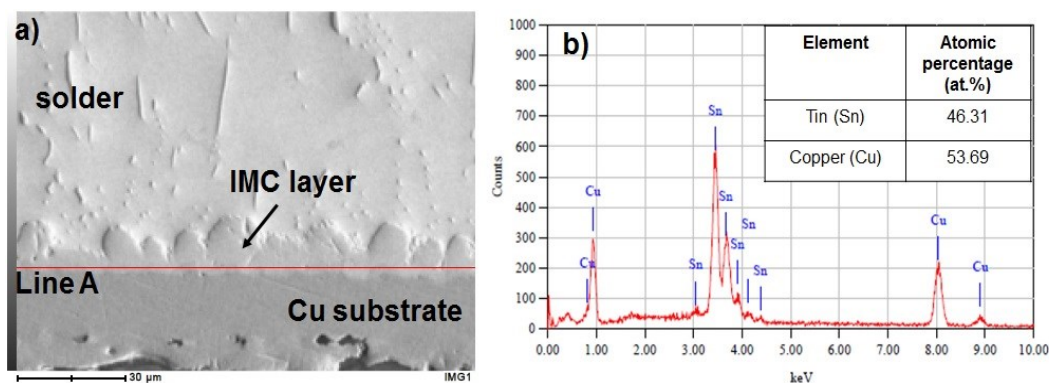 a)
solder
IMC layer
Line A
Cu substrate
30 µm
IMG1
b)
1000
900
800
700
600
500
400
300
200
100
0
Counts
Cu
Cu
Sn
Sn
Sn
Sn
Sn
Sn
Cu
Cu
0.00 1.00 2.00 3.00 4.00 5.00 6.00 7.00 8.00 9.00 10.00
keV
Element Atomic percentage (at.%)
Tin (Sn) 46.31
Copper (Cu) 53.69